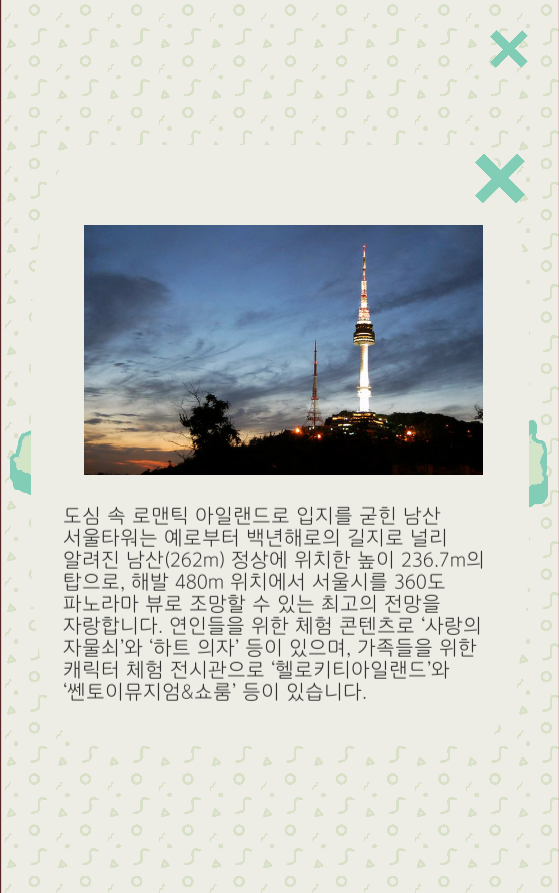 도심 속 로맨틱 아일랜드로 입지를 굳힌 남산
서울타워는 예로부터 백년해로의 길지로 널리
알려진 남산(262m) 정상에 위치한 높이 236.7m의
탑으로, 해발 480m 위치에서 서울시를 360도
파노라마 뷰로 조망할 수 있는 최고의 전망을
자랑합니다. 연인들을 위한 체험 콘텐츠로 ‘사랑의
자물쇠’와 ‘하트 의자’ 등이 있으며, 가족들을 위한
캐릭터 체험 전시관으로 ‘헬로키티아일랜드’와
‘쎈토이뮤지엄&쇼룸’ 등이 있습니다.